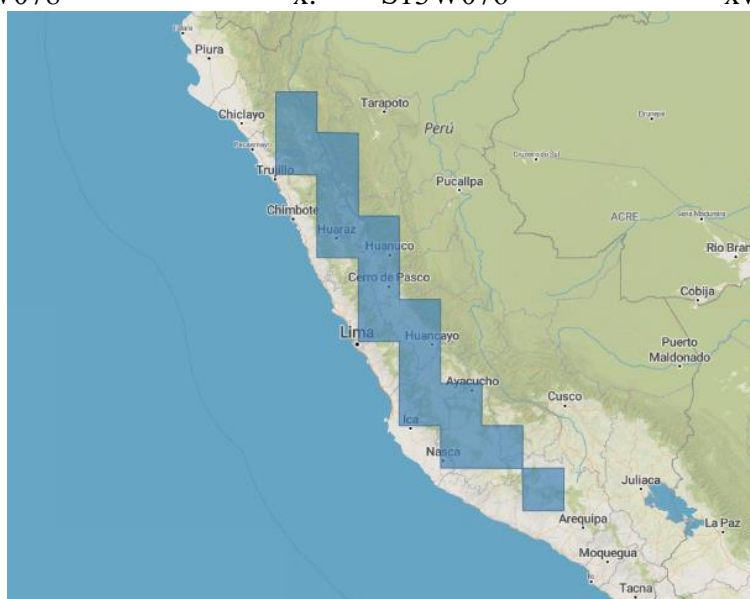 x. S15W076
Piura
Tarapoto
Chiclayo
Perú
Trujillo
Pucallpa
Chimbote
ACRE
Huaraz
Huanuco
Rio Bran
Cerro de Pasco
Cobija
Lima
Huancayo
Puerto
Maldonado
Ayacucho
Cusco
Ica
Nasca
Juliaca
Arequipa
La Paz
Moquegua
Tacna